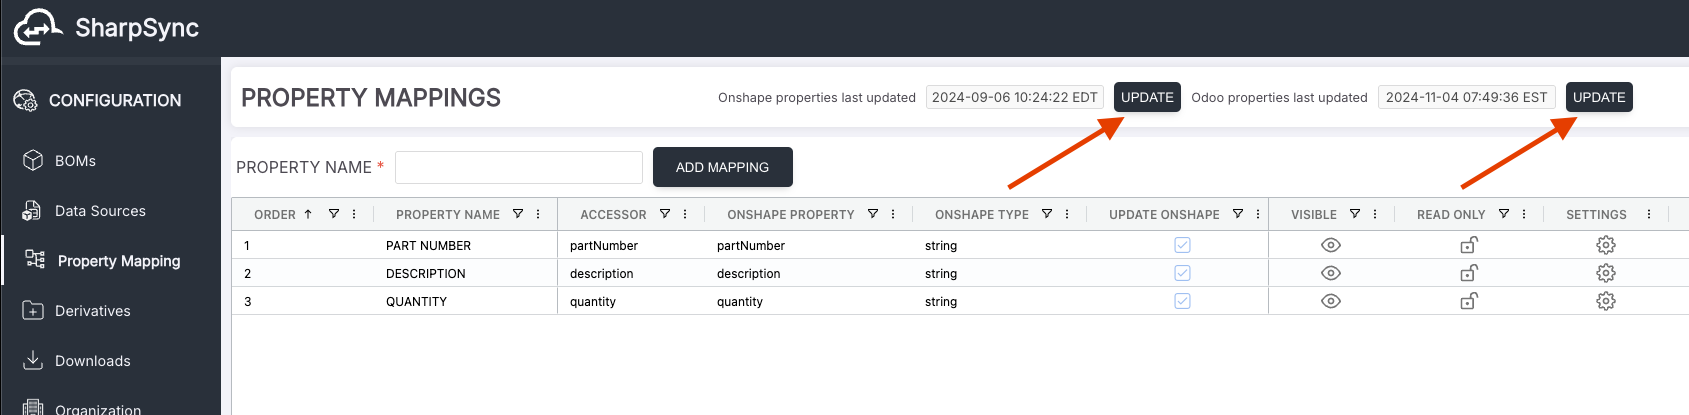 SharpSync
CONFIGURATION
BOMs
Data Sources
Property Mapping
Derivatives
Downloads
Organization
PROPERTY MAPPINGS
Onshape properties last updated 2024-09-06 10:24:22 EDT UPDATE Odoo properties last updated 2024-11-04 07:49:36 EST UPDATE
PROPERTY NAME * ADD MAPPING
ORDER PROPERTY NAME ACCESSOR ONSHAPE PROPERTY ONSHAPE TYPE UPDATE ONSHAPE VISIBLE READ ONLY SETTINGS
1 PART NUMBER partNumber partNumber string
2 DESCRIPTION description description string
3 QUANTITY quantity quantity string